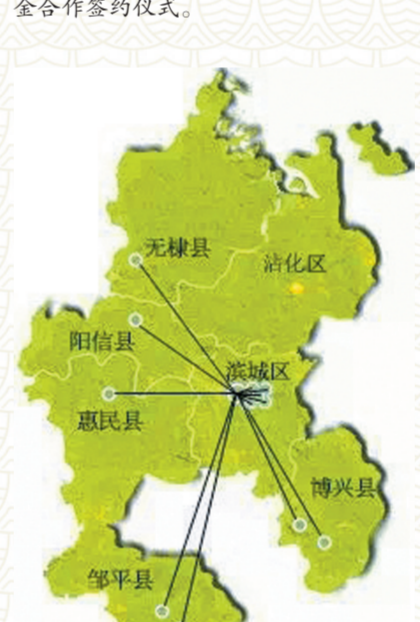 金合作签约仪式。
无棣县
沾化区
阳信县
滨城区
惠民县
博兴县
邹平县